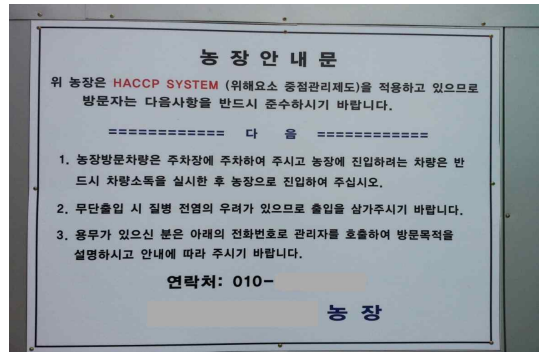 농장안내문
위 농장은 HACCP SYSTEM (위해요소 중점관리제도)을 적용하고 있으므로
방문자는 다음사항을 반드시 준수하시기 바랍니다.
============ 다 음 ============
1. 농장방문차량은 주차장에 주차하여 주시고 농장에 진입하려는 차량은 반
드시 차량소독을 실시한 후 농장으로 진입하여 주십시오.
2. 무단출입 시 질병 전염의 우려가 있으므로 출입을 삼가주시기 바랍니다.
3. 용무가 있으신 분은 아래의 전화번호로 관리자를 호출하여 방문목적을
설명하시고 안내에 따라 주시기 바랍니다.
연락처: 010-
농 장